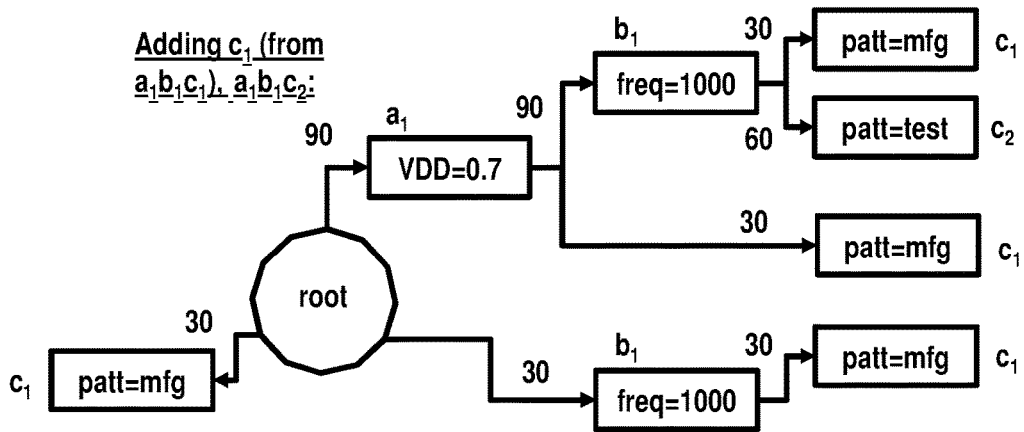 Adding c1 (from
a1b1c1), a1b1c2:
b1
30
patt=mfg
c1
freq=1000
a1
90
90
60
patt=test
c2
VDD=0.7
30
patt=mfg
c1
root
30
b1
30
patt=mfg
c1
c1
patt=mfg
30
freq=1000